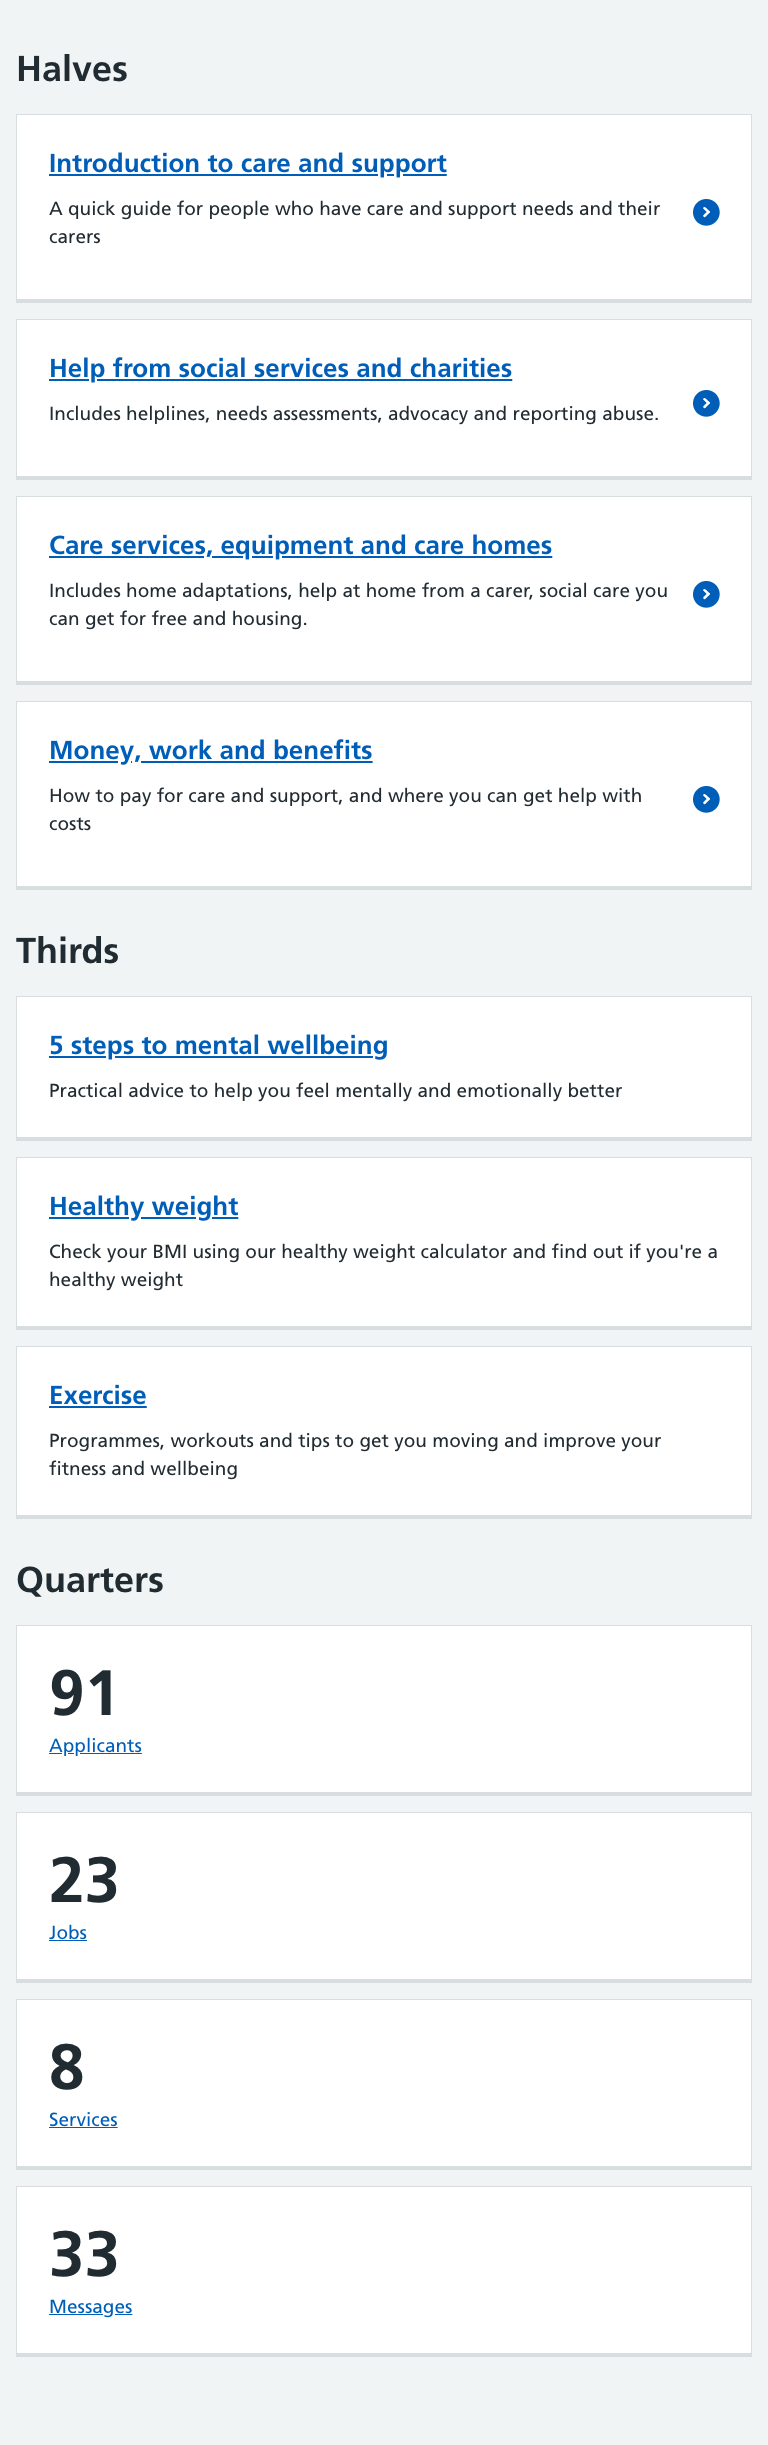 Halves
Introduction to care and support
A quick guide for people who have care and support needs and their
carers
Help from social services and charities
Includes helplines, needs assessments, advocacy and reporting abuse.
Care services, equipment and care homes
Includes home adaptations, help at home from a carer, social care you
can get for free and housing.
Money, work and benefits
How to pay for care and support, and where you can get help with
costs
Thirds
5 steps to mental wellbeing
Practical advice to help you feel mentally and emotionally better
Healthy weight
Check your BMI using our healthy weight calculator and find out if you're a
healthy weight
Exercise
Programmes, workouts and tips to get you moving and improve your
fitness and wellbeing
Quarters
91
Applicants
23
Jobs
8
Services
33
Messages